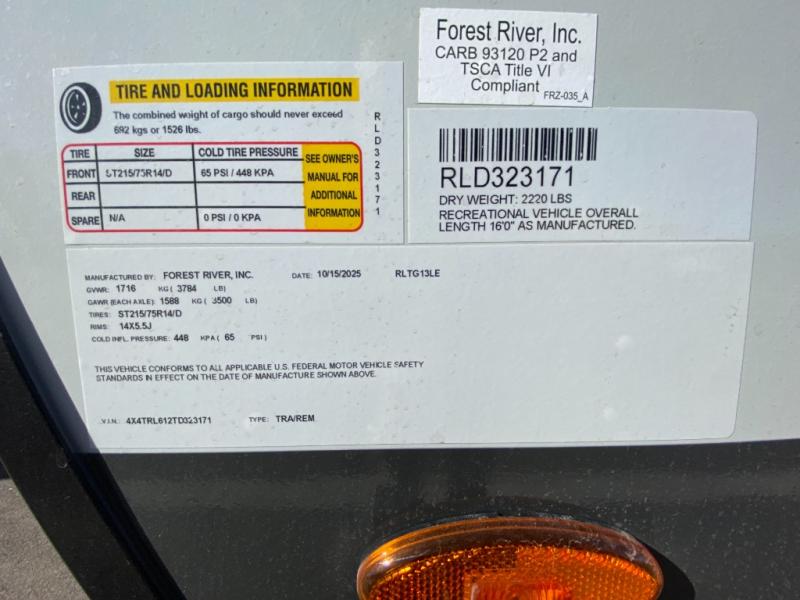 Forest River, Inc.
CARB 93120 P2 and
TSCA Title VI
Compliant
FRZ-035_A
TIRE AND LOADING INFORMATION
The combined weight of cargo should never exceed
692 kgs or 1526 lbs.
TIRE SIZE COLD TIRE PRESSURE
FRONT ST215/75R14/D 65 PSI / 448 KPA
REAR
SPARE N/A 0 PSI / 0 KPA
SEE OWNER'S
MANUAL FOR
ADDITIONAL
INFORMATION
RLD323171
RLD323171
DRY WEIGHT: 2220 LBS
RECREATIONAL VEHICLE OVERALL
LENGTH 16'0" AS MANUFACTURED.
MANUFACTURED BY: FOREST RIVER, INC. DATE: 10/15/2025 RLTG13LE
GVWR: 1716 KG ( 3784 LB)
GAWR (EACH AXLE): 1588 KG ( 3500 LB)
TIRES: ST215/75R14/D
RIMS: 14X5.5J
COLD INFL. PRESSURE: 448 KPA ( 65 PSI )
THIS VEHICLE CONFORMS TO ALL APPLICABLE U.S. FEDERAL MOTOR VEHICLE SAFETY
STANDARDS IN EFFECT ON THE DATE OF MANUFACTURE SHOWN ABOVE.
V.I.N.: 4X4TRL612TD323171 TYPE: TRA/REM